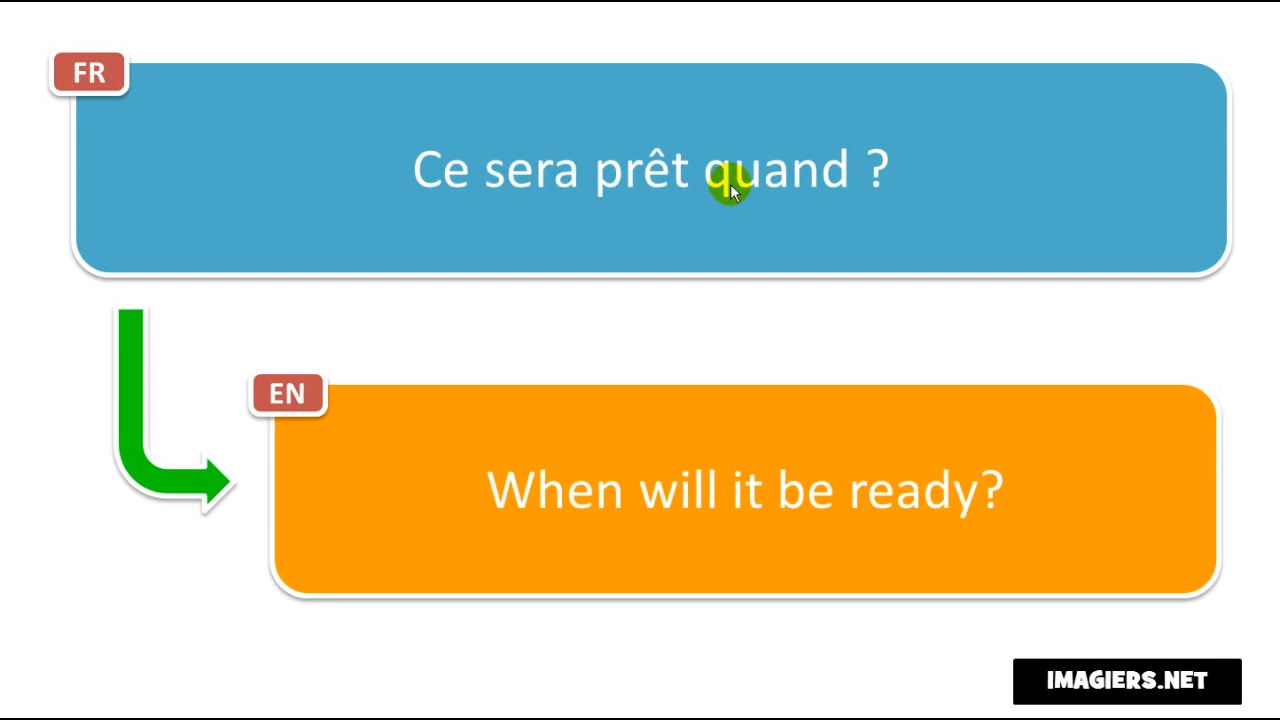 FR
Ce sera prêt quand ?
EN
When will it be ready?
IMAGIERS.NET